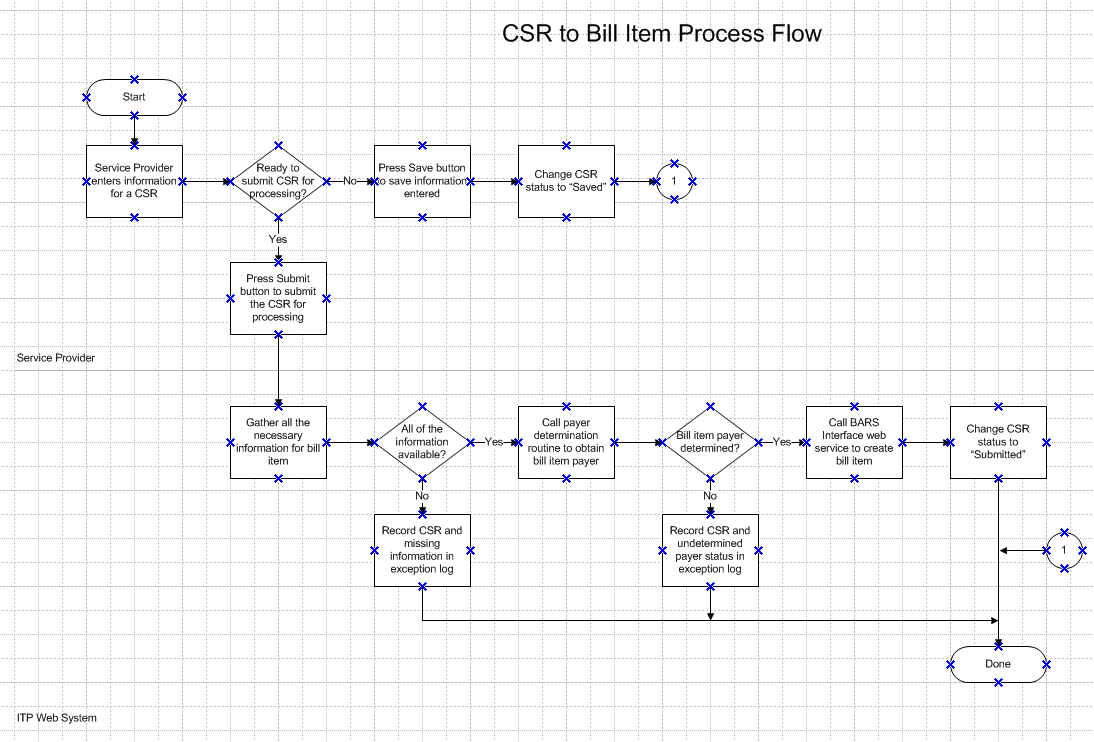 CSR to Bill Item Process Flow
Start
Service Provider
enters information
for a CSR
Ready to
submit CSR for
processing?
No
Press Save button
to save information
entered
Change CSR
status to “Saved”
1
Yes
Press Submit
button to submit
the CSR for
processing
Service Provider
Gather all the
necessary
information for bill
item
All of the
information
available?
Yes
Call payer
determination
routine to obtain
bill item payer
Bill item payer
determined?
Yes
Call BARS
Interface web
service to create
bill item
Change CSR
status to
“Submitted”
No
No
Record CSR and
missing
information in
exception log
Record CSR and
undetermined
payer status in
exception log
1
Done
ITP Web System